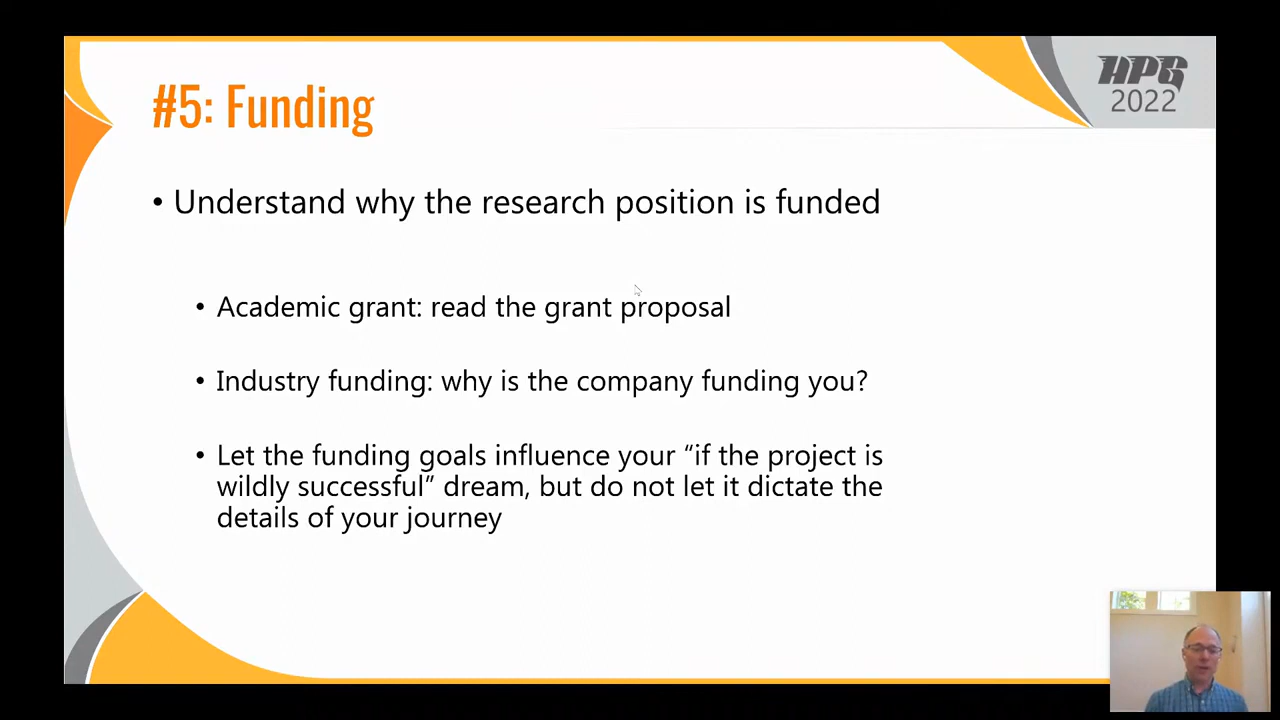 HPG
2022
#5: Funding
• Understand why the research position is funded
• Academic grant: read the grant proposal
• Industry funding: why is the company funding you?
• Let the funding goals influence your “if the project is
wildly successful” dream, but do not let it dictate the
details of your journey